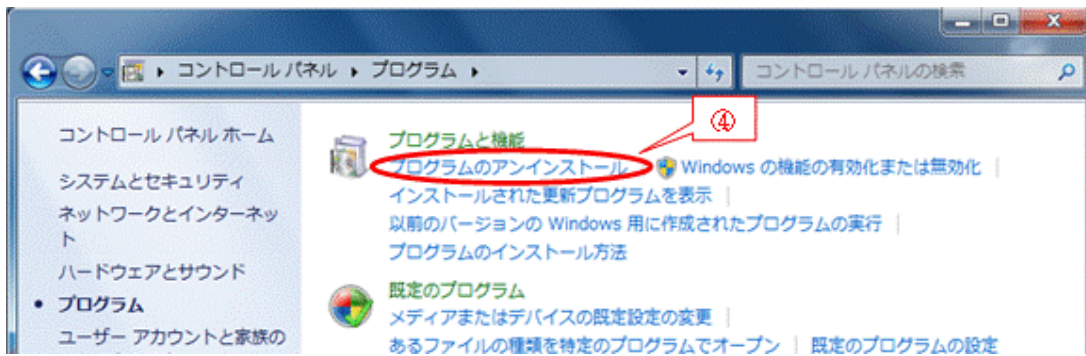 コントロール パネル ▸ プログラム ▸
コントロール パネルの検索
④
コントロール パネル ホーム
システムとセキュリティ
ネットワークとインターネッ
ト
ハードウェアとサウンド
• プログラム
ユーザー アカウントと家族の
プログラムと機能
プログラムのアンインストール
Windows の機能の有効化または無効化
インストールされた更新プログラムを表示
以前のバージョンの Windows 用に作成されたプログラムの実行
プログラムのインストール方法
既定のプログラム
メディアまたはデバイスの既定設定の変更
あるファイルの種類を特定のプログラムでオープン
既定のプログラムの設定